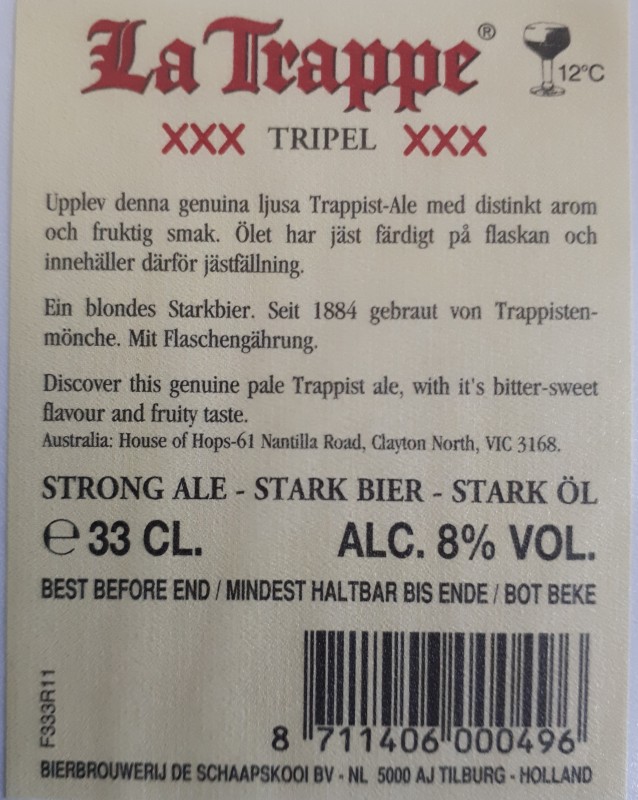 La Trappe®
12°C
XXX TRIPEL XXX
Upplev denna genuina ljusa Trappist-Ale med distinkt arom
och fruktig smak. Ölet har jäst färdigt på flaskan och
innehäller därför jästfällning.
Ein blondes Starkbier. Seit 1884 gebraut von Trappisten-
mönche. Mit Flaschengährung.
Discover this genuine pale Trappist ale, with it's bitter-sweet
flavour and fruity taste.
Australia: House of Hops-61 Nantilla Road, Clayton North, VIC 3168.
STRONG ALE - STARK BIER - STARK ÖL
℮ 33 CL. ALC. 8% VOL.
BEST BEFORE END / MINDEST HALTBAR BIS ENDE / BOT BEKE
F333R11
8 711406 000496
BIERBROUWERIJ DE SCHAAPSKOOI BV - NL 5000 AJ TILBURG - HOLLAND